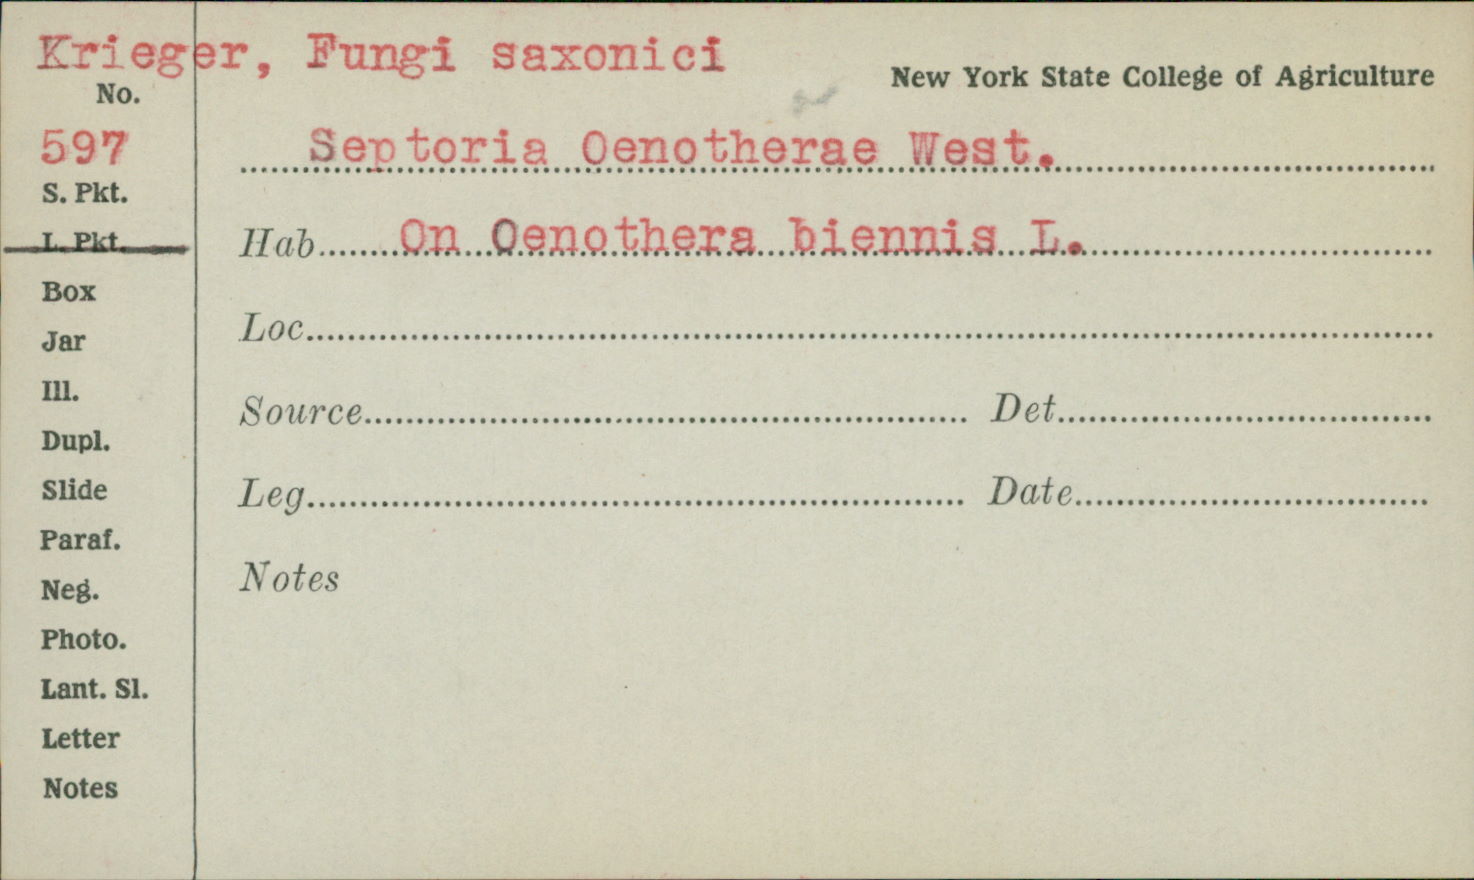 Krieger, Fungi saxonici
New York State College of Agriculture
No.
597
Septoria Oenotherae West.
S. Pkt.
L. Pkt.
Hab. On Oenothera biennis L.
Box
Loc.
Jar
Ill.
Source Det.
Dupl.
Slide
Leg. Date
Paraf.
Notes
Neg.
Photo.
Lant. Sl.
Letter
Notes